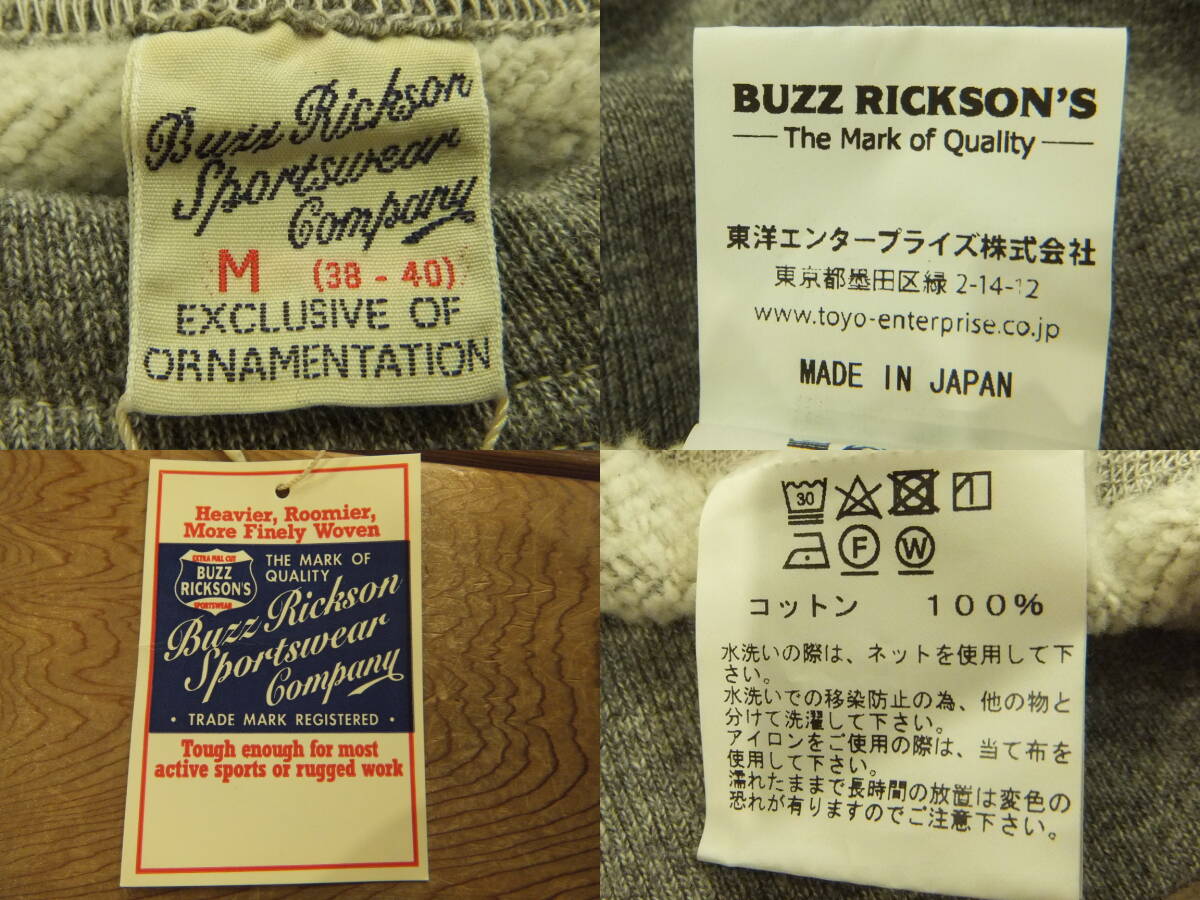 Buzz Rickson
Sportswear
Company
M (38 - 40)
EXCLUSIVE OF
ORNAMENTATION
BUZZ RICKSON'S
The Mark of Quality
東洋エンタープライズ株式会社
東京都墨田区緑 2-14-12
www.toyo-enterprise.co.jp
MADE IN JAPAN
Heavier, Roomier,
More Finely Woven
EXTRA FULL CUT
BUZZ
RICKSON'S
SPORTSWEAR
THE MARK OF
QUALITY
Buzz Rickson
Sportswear
Company
· TRADE MARK REGISTERED ·
Tough enough for most
active sports or rugged work
30
F W
コットン 100%
水洗いの際は、ネットを使用して下
さい。
水洗いでの移染防止の為、他の物と
分けて洗濯して下さい。
アイロンをご使用の際は、当て布を
使用して下さい。
濡れたままで長時間の放置は変色の
恐れが有りますのでご注意下さい。